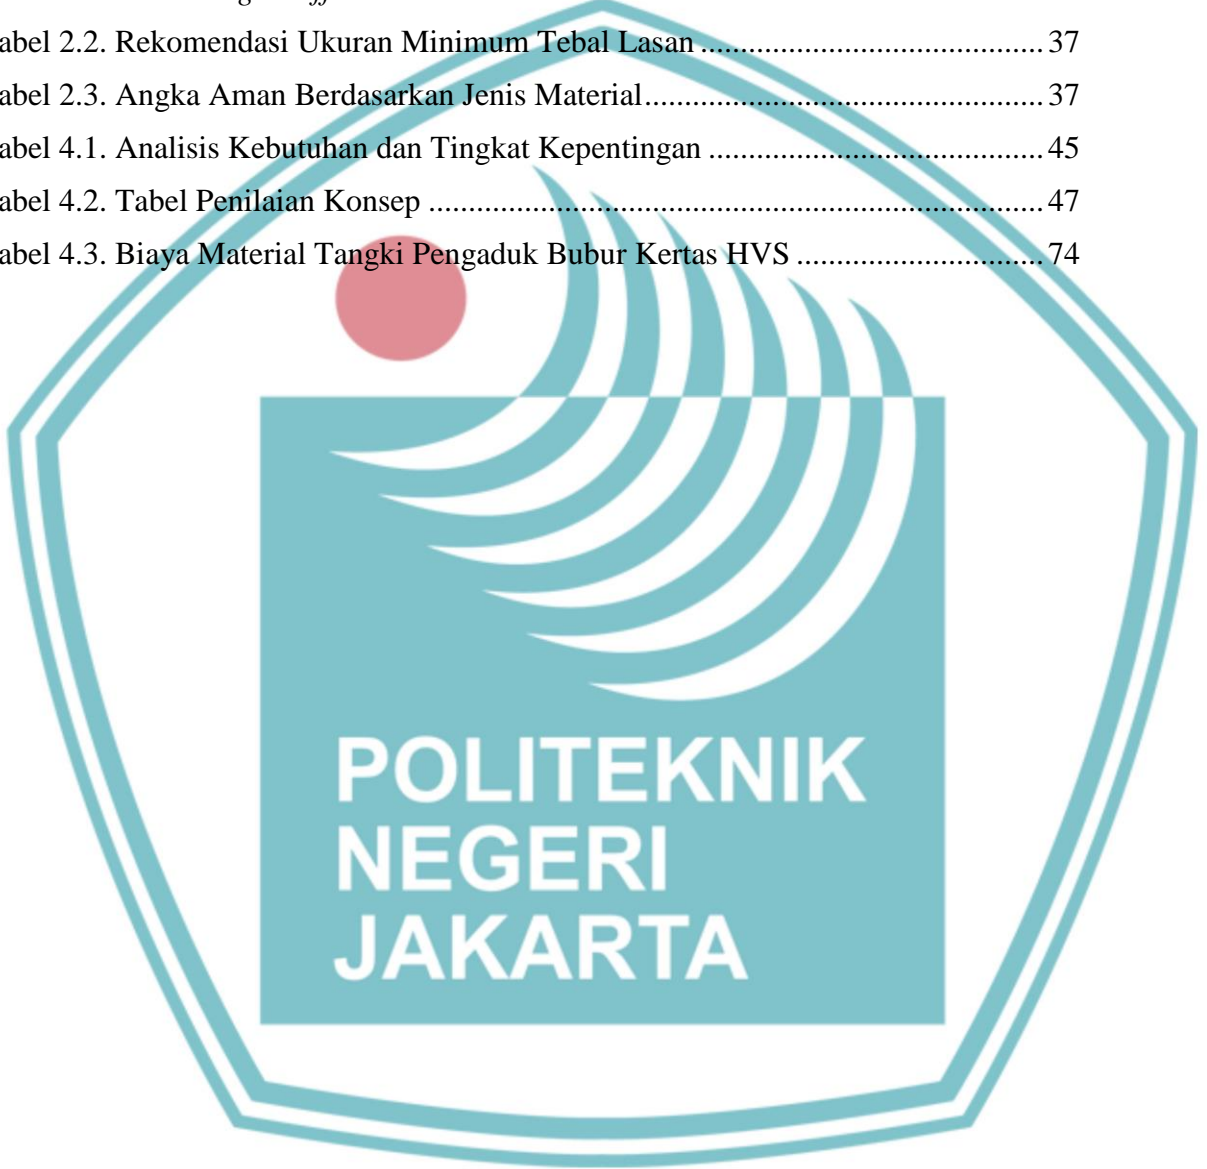 abel 2.2. Rekomendasi Ukuran Minimum Tebal Lasan ........................................... 37
abel 2.3. Angka Aman Berdasarkan Jenis Material.................................................. 37
abel 4.1. Analisis Kebutuhan dan Tingkat Kepentingan .......................................... 45
abel 4.2. Tabel Penilaian Konsep ............................................................................. 47
abel 4.3. Biaya Material Tangki Pengaduk Bubur Kertas HVS ............................... 74
POLITEKNIK
NEGERI
JAKARTA